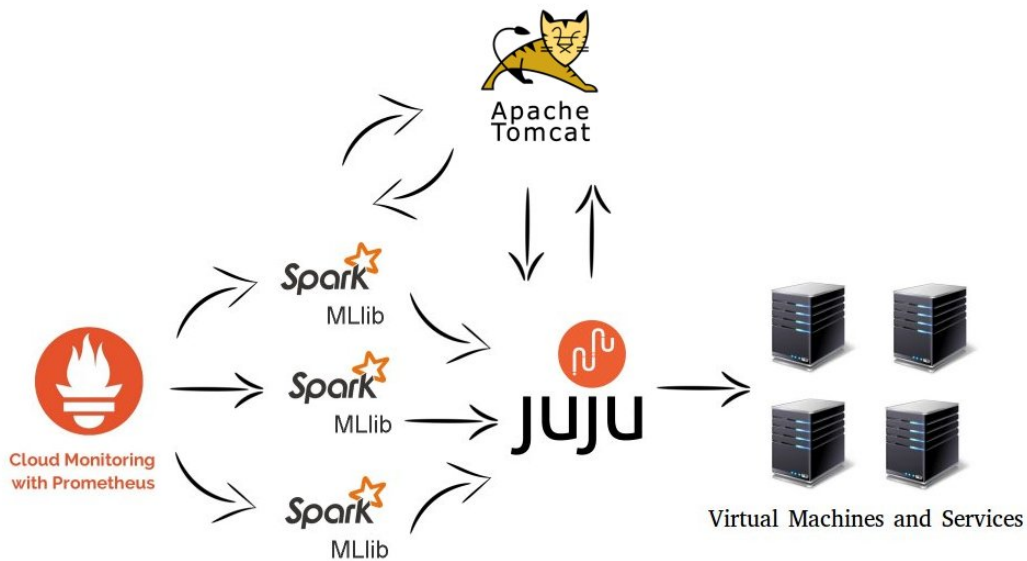 Apache
Tomcat
Spark
MLlib
Spark
MLlib
Spark
MLlib
Cloud Monitoring
with Prometheus
juju
Virtual Machines and Services